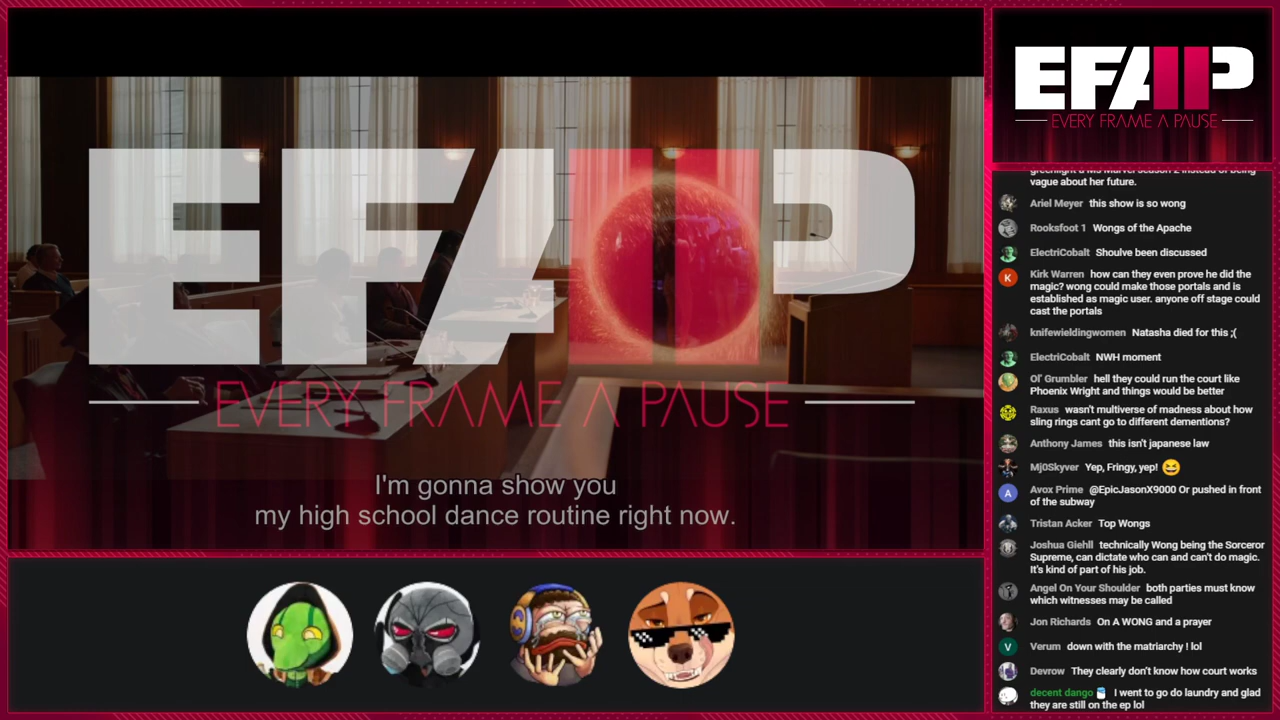 EFAP
EVERY FRAME A PAUSE
I'm gonna show you
my high school dance routine right now.
EFAP
EVERY FRAME A PAUSE
vague about her future.
Ariel Meyer this show is so wong
Rooksfoot 1 Wongs of the Apache
ElectriCobalt Shoulve been discussed
K
Kirk Warren how can they even prove he did the
magic? wong could make those portals and is
established as magic user. anyone off stage could
cast the portals
knifewieldingwomen Natasha died for this ;(
ElectriCobalt NWH moment
Ol' Grumbler hell they could run the court like
Phoenix Wright and things would be better
Raxus wasn't multiverse of madness about how
sling rings cant go to different dementions?
Anthony James this isn't japanese law
Mj0Skyver Yep, Fringy, yep! 😆
A
Avox Prime @EpicJasonX9000 Or pushed in front
of the subway
Tristan Acker Top Wongs
Joshua Giehll technically Wong being the Sorceror
Supreme, can dictate who can and can't do magic.
It's kind of part of his job.
Angel On Your Shoulder both parties must know
which witnesses may be called
Jon Richards On A WONG and a prayer
V
Verum down with the matriarchy ! lol
Devrow They clearly don't know how court works
decent dango I went to go do laundry and glad
they are still on the ep lol